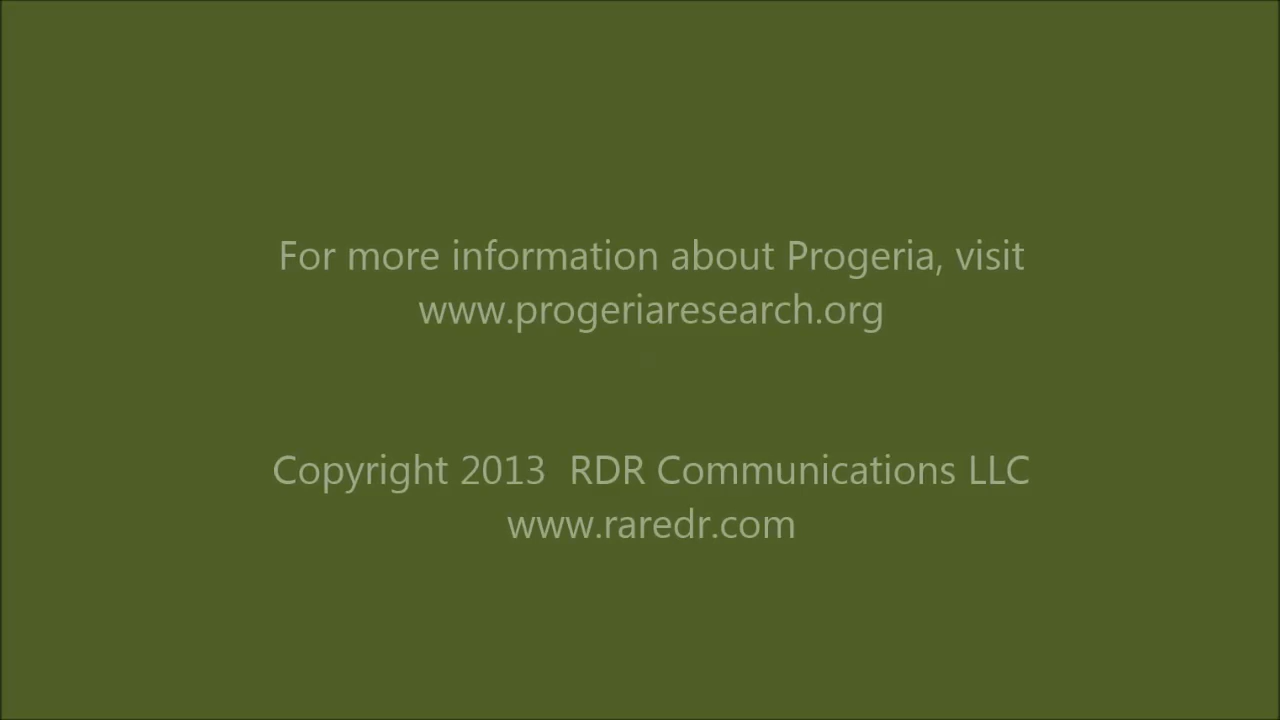 For more information about Progeria, visit
www.progeriaresearch.org
Copyright 2013  RDR Communications LLC
www.raredr.com